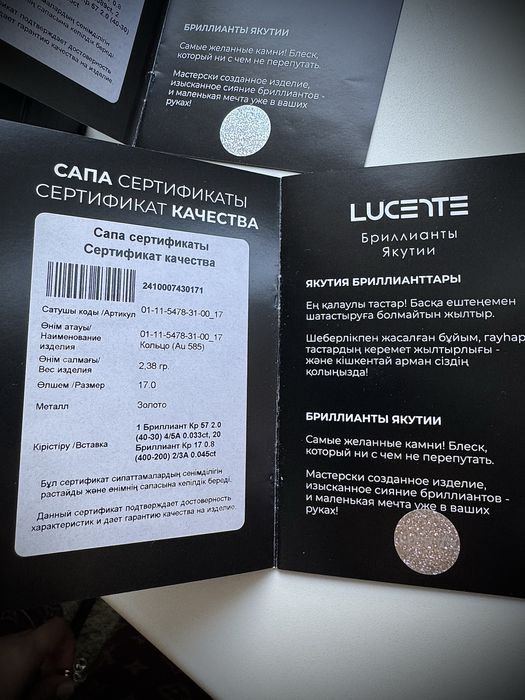 БРИЛЛИАНТЫ ЯКУТИИ
Самые желанные камни! Блеск,
который ни с чем не перепутать.
Мастерски созданное изделие,
изысканное сияние бриллиантов -
и маленькая мечта уже в ваших
руках!
САПА СЕРТИФИКАТЫ
СЕРТИФИКАТ КАЧЕСТВА
Сапа сертификаты
Сертификат качества
2410007430171
Сатушы коды /Артикул 01-11-5478-31-00_17
Өнім атауы/
Наименование
изделия
01-11-5478-31-00_17
Кольцо (Au 585)
Өнім салмағы/
Вес изделия
2,38 гр.
Өлшем /Размер 17.0
Металл Золото
Кірістіру /Вставка
1 Бриллиант Кр 57 2.0
(40-30) 4/5А 0.033ct, 20
Бриллиант Кр 17 0.8
(400-200) 2/3А 0.045ct
Бұл сертификат сипаттамалардың сенімділігін
растайды және өнімнің сапасына кепілдік береді.
Данный сертификат подтверждает достоверность
характеристик и дает гарантию качества на изделие.
LUCENTE
Бриллианты
Якутии
ЯКУТИЯ БРИЛЛИАНТТАРЫ
Ең қалаулы тастар! Басқа ештеңемен
шатастыруға болмайтын жылтыр.
Шеберлікпен жасалған бұйым, гауһар
тастардың керемет жылтырлығы -
және кішкентай арман сіздің
қолыңызда!
БРИЛЛИАНТЫ ЯКУТИИ
Самые желанные камни! Блеск,
который ни с чем не перепутать.
Мастерски созданное изделие,
изысканное сияние бриллиантов -
и маленькая мечта уже в ваших
руках!